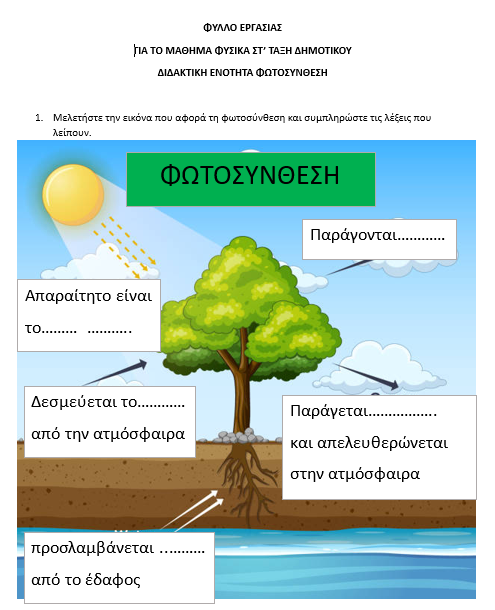 ΦΥΛΛΟ ΕΡΓΑΣΙΑΣ
ΓΙΑ ΤΟ ΜΑΘΗΜΑ ΦΥΣΙΚΑ ΣΤ’ ΤΑΞΗ ΔΗΜΟΤΙΚΟΥ
ΔΙΔΑΚΤΙΚΗ ΕΝΟΤΗΤΑ ΦΩΤΟΣΥΝΘΕΣΗ
1. Μελετήστε την εικόνα που αφορά τη φωτοσύνθεση και συμπληρώστε τις λέξεις που
λείπουν.
ΦΩΤΟΣΥΝΘΕΣΗ
Παράγονται…………
Απαραίτητο είναι
το……… ………..
Δεσμεύεται το…………
από την ατμόσφαιρα
Παράγεται……………..
και απελευθερώνεται
στην ατμόσφαιρα
προσλαμβάνεται …………
από το έδαφος